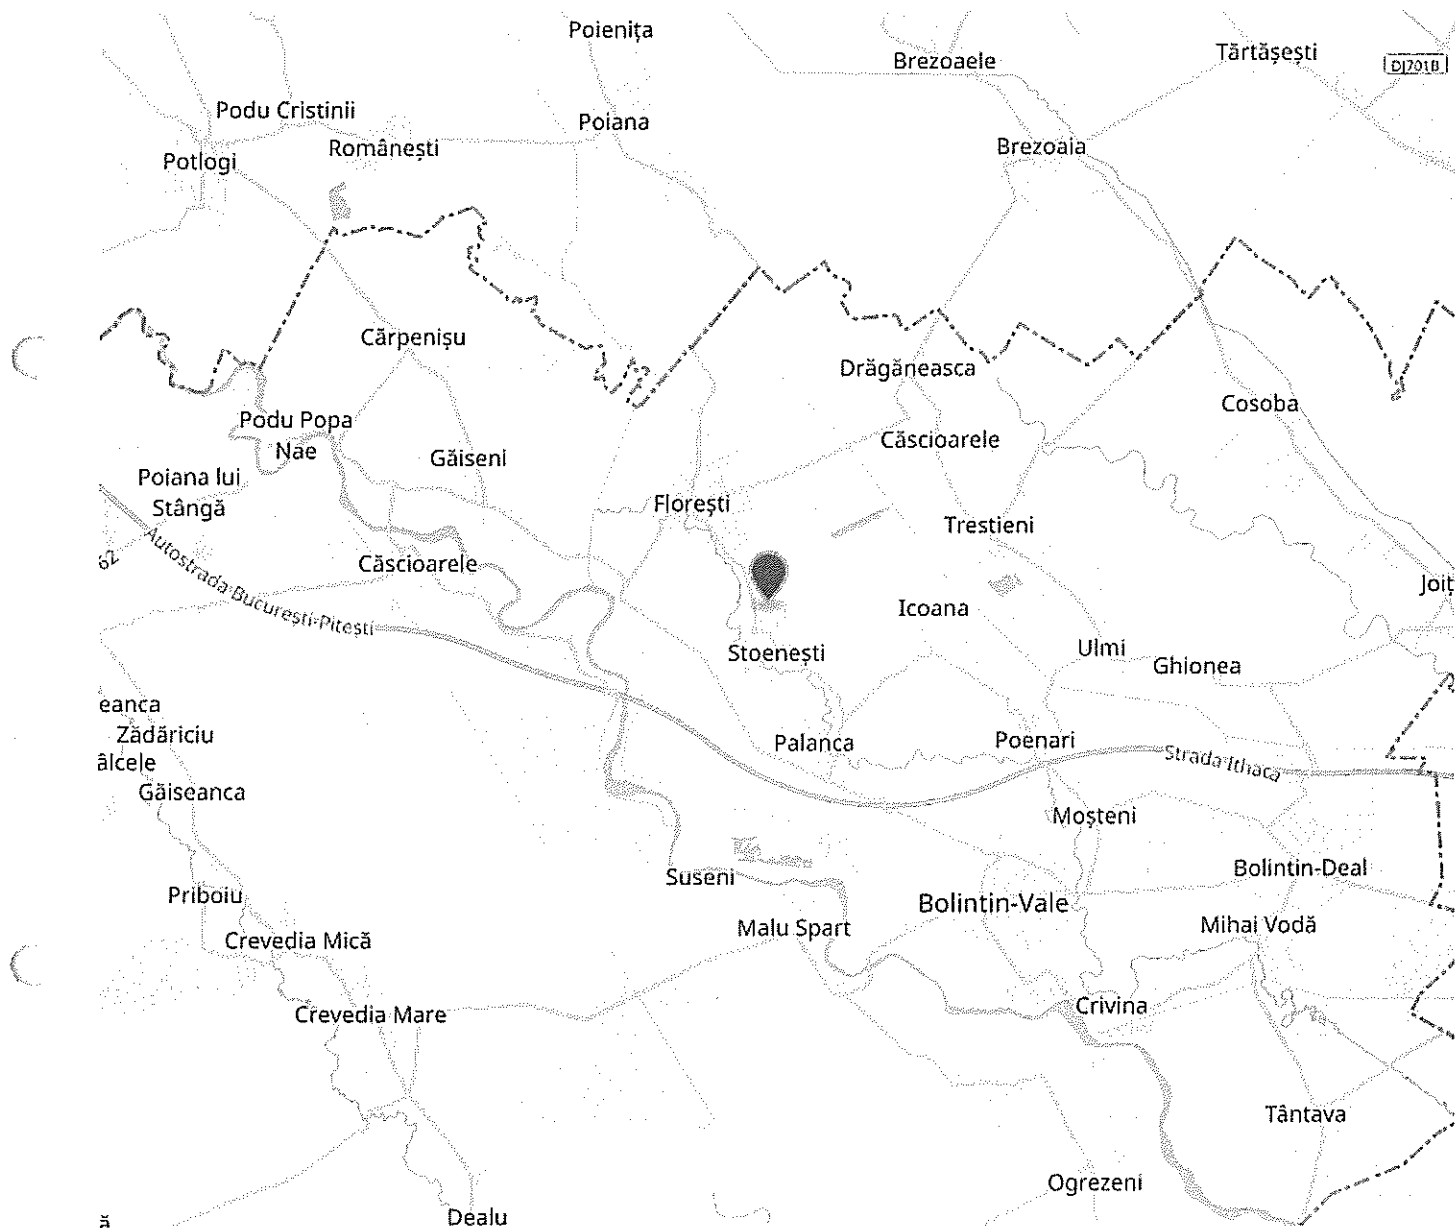 Poienița
Brezoaele
Tărtășești
DJ701B
Podu Cristinii
Poiana
Românești
Brezoaia
Potlogi
Cărpenișu
Drăgăneasca
Cosoba
Podu Popa
Nae
Căscioarele
Găiseni
Poiana lui
Stângă
Florești
Trestieni
62
Autostrada București-Pitești
Căscioarele
Joiț
Icoana
Stoenești
Ulmi
Ghionea
eanca
Zădăriciu
âlcele
Palanca
Poenari
Strada Ithaca
Găiseanca
Moșteni
Suseni
Bolintin-Deal
Priboiu
Bolintin-Vale
Malu Spart
Mihai Vodă
Crevedia Mică
Crevedia Mare
Crivina
Tântava
Ogrezeni
Dealu
ă